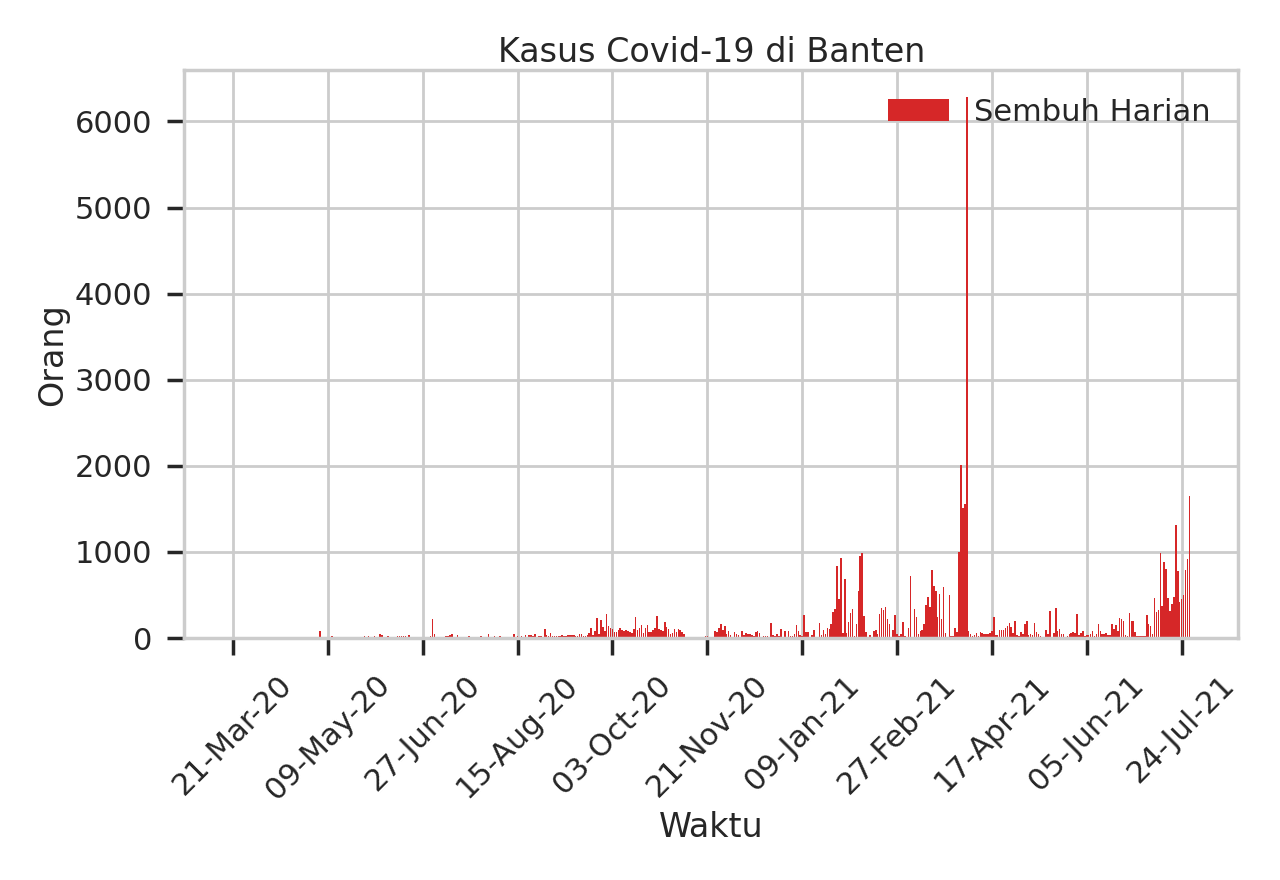 Kasus Covid-19 di Banten
Sembuh Harian
Orang
6000
5000
4000
3000
2000
1000
0
21-Mar-20
09-May-20
27-Jun-20
15-Aug-20
03-Oct-20
21-Nov-20
09-Jan-21
27-Feb-21
17-Apr-21
05-Jun-21
24-Jul-21
Waktu